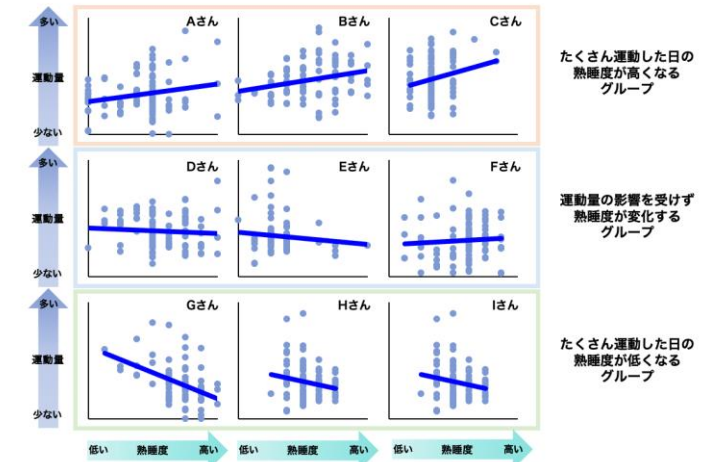 多い
運動量
少ない
Aさん
Bさん
Cさん
たくさん運動した日の
熟睡度が高くなる
グループ
多い
運動量
少ない
Dさん
Eさん
Fさん
運動量の影響を受けず
熟睡度が変化する
グループ
多い
運動量
少ない
Gさん
Hさん
Iさん
たくさん運動した日の
熟睡度が低くなる
グループ
低い 熟睡度 高い
低い 熟睡度 高い
低い 熟睡度 高い